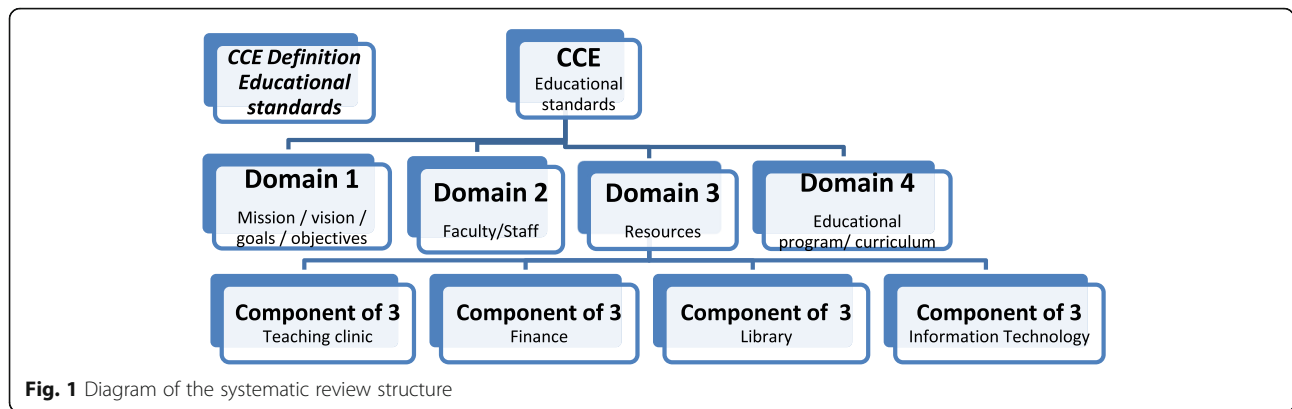 CCE Definition
Educational
standards
CCE
Educational
standards
Domain 1
Mission / vision /
goals / objectives
Domain 2
Faculty/Staff
Domain 3
Resources
Domain 4
Educational
program/ curriculum
Component of 3
Teaching clinic
Component of 3
Finance
Component of 3
Library
Component of 3
Information Technology
Fig. 1 Diagram of the systematic review structure